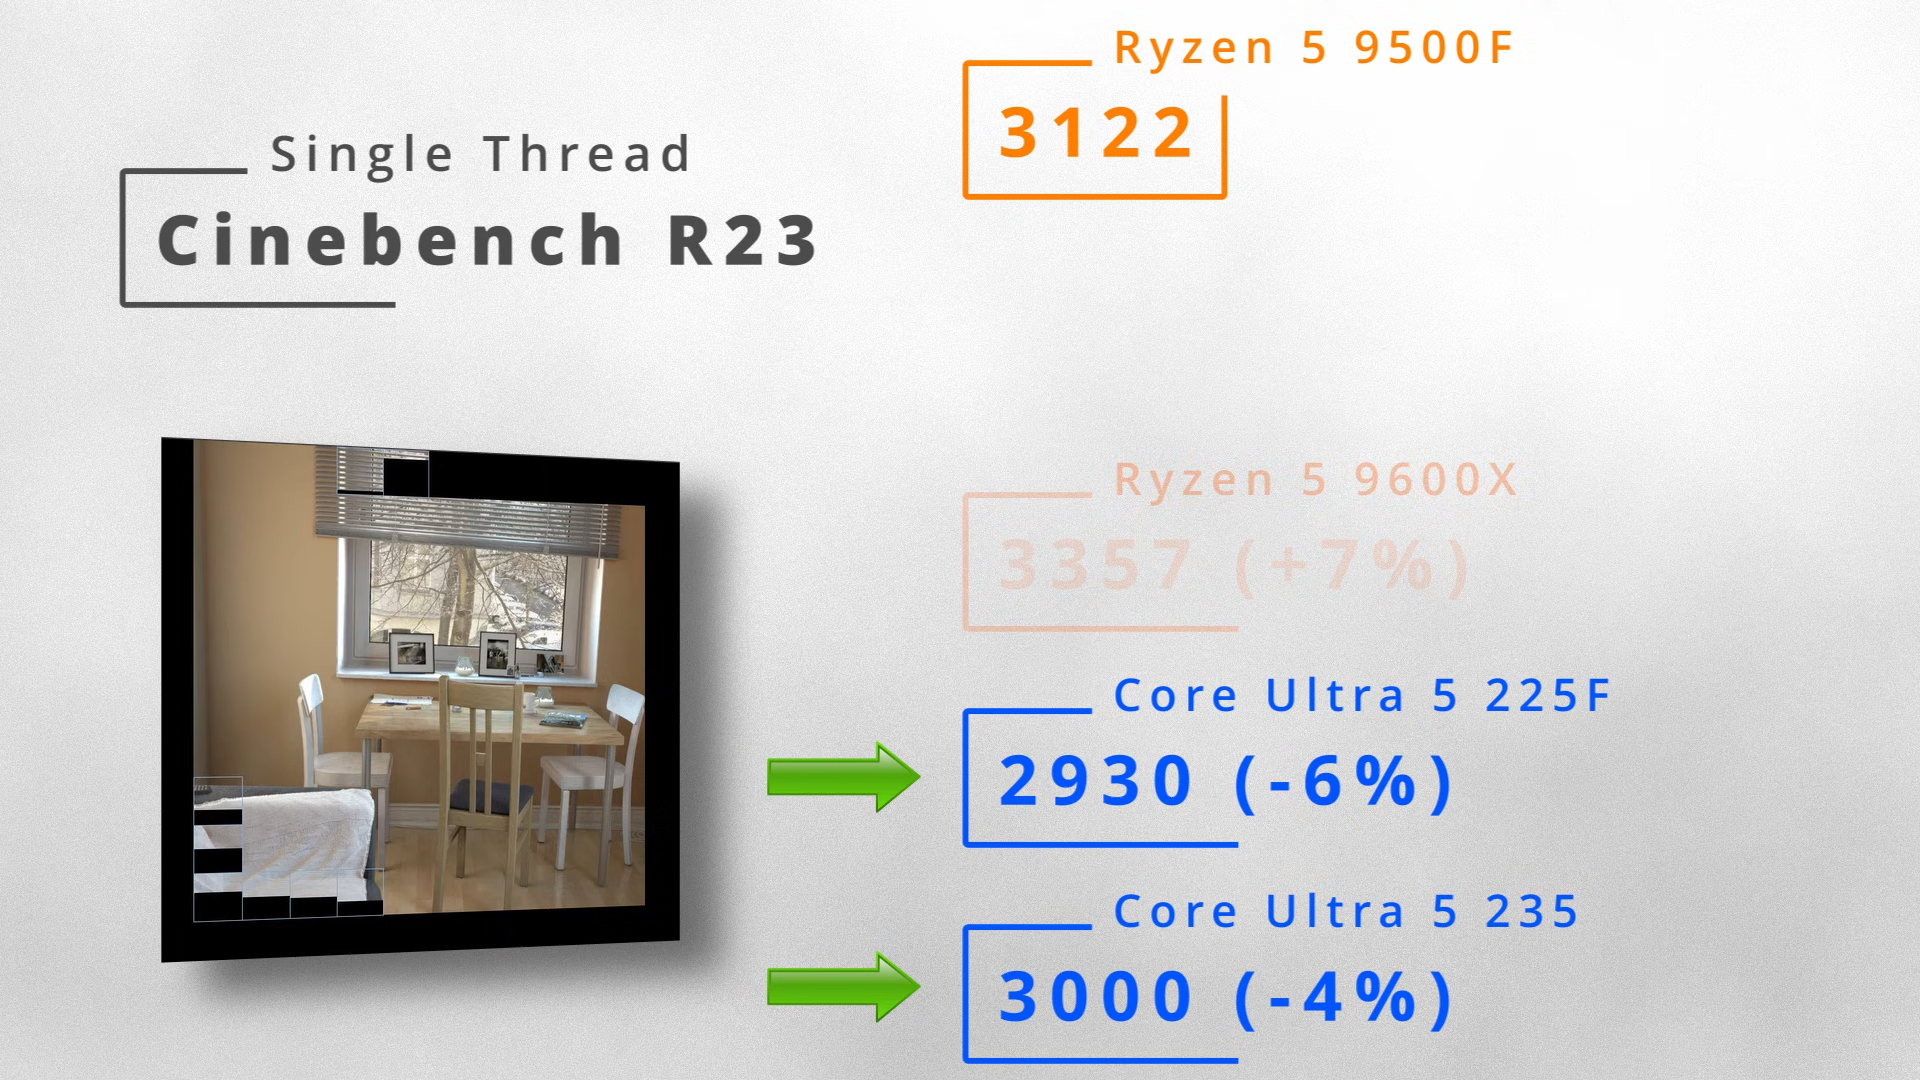 Single Thread
Cinebench R23
Ryzen 5 9500F
3122
Ryzen 5 9600X
3357 (+7%)
Core Ultra 5 225F
2930 (-6%)
Core Ultra 5 235
3000 (-4%)